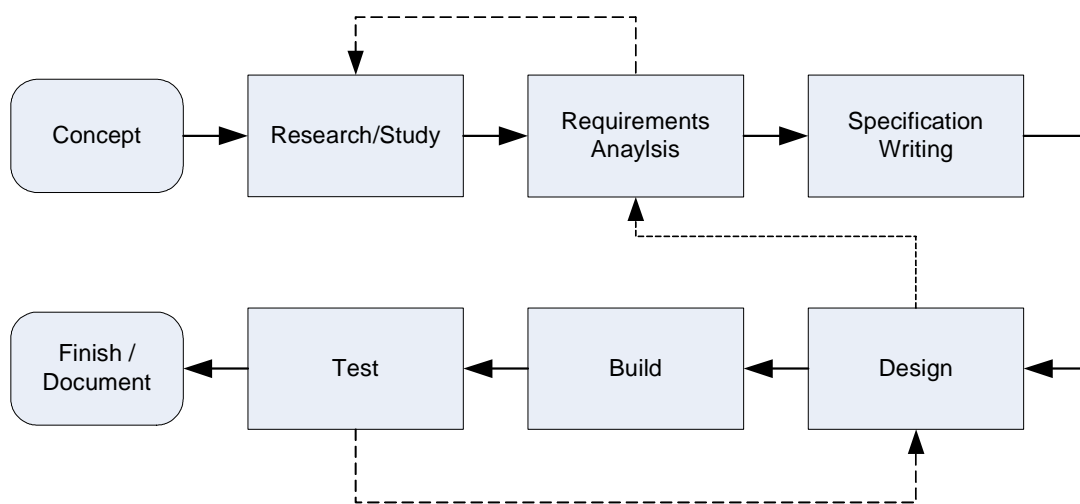 Concept
Research/Study
Requirements
Anaylsis
Specification
Writing
Finish /
Document
Test
Build
Design